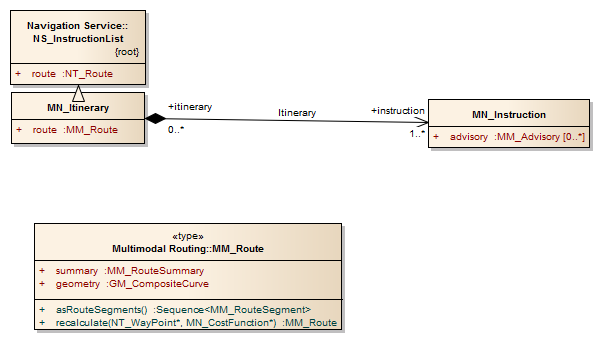 Navigation Service::
NS_InstructionList
{root}
+ route :NT_Route
MN_Itinerary
+ route :MM_Route
+itinerary
0..*
Itinerary
+instruction
1..*
MN_Instruction
+ advisory :MM_Advisory [0..*]
«type»
Multimodal Routing::MM_Route
+ summary :MM_RouteSummary
+ geometry :GM_CompositeCurve
+ asRouteSegments() :Sequence<MM_RouteSegment>
+ recalculate(NT_WayPoint*, MN_CostFunction*) :MM_Route